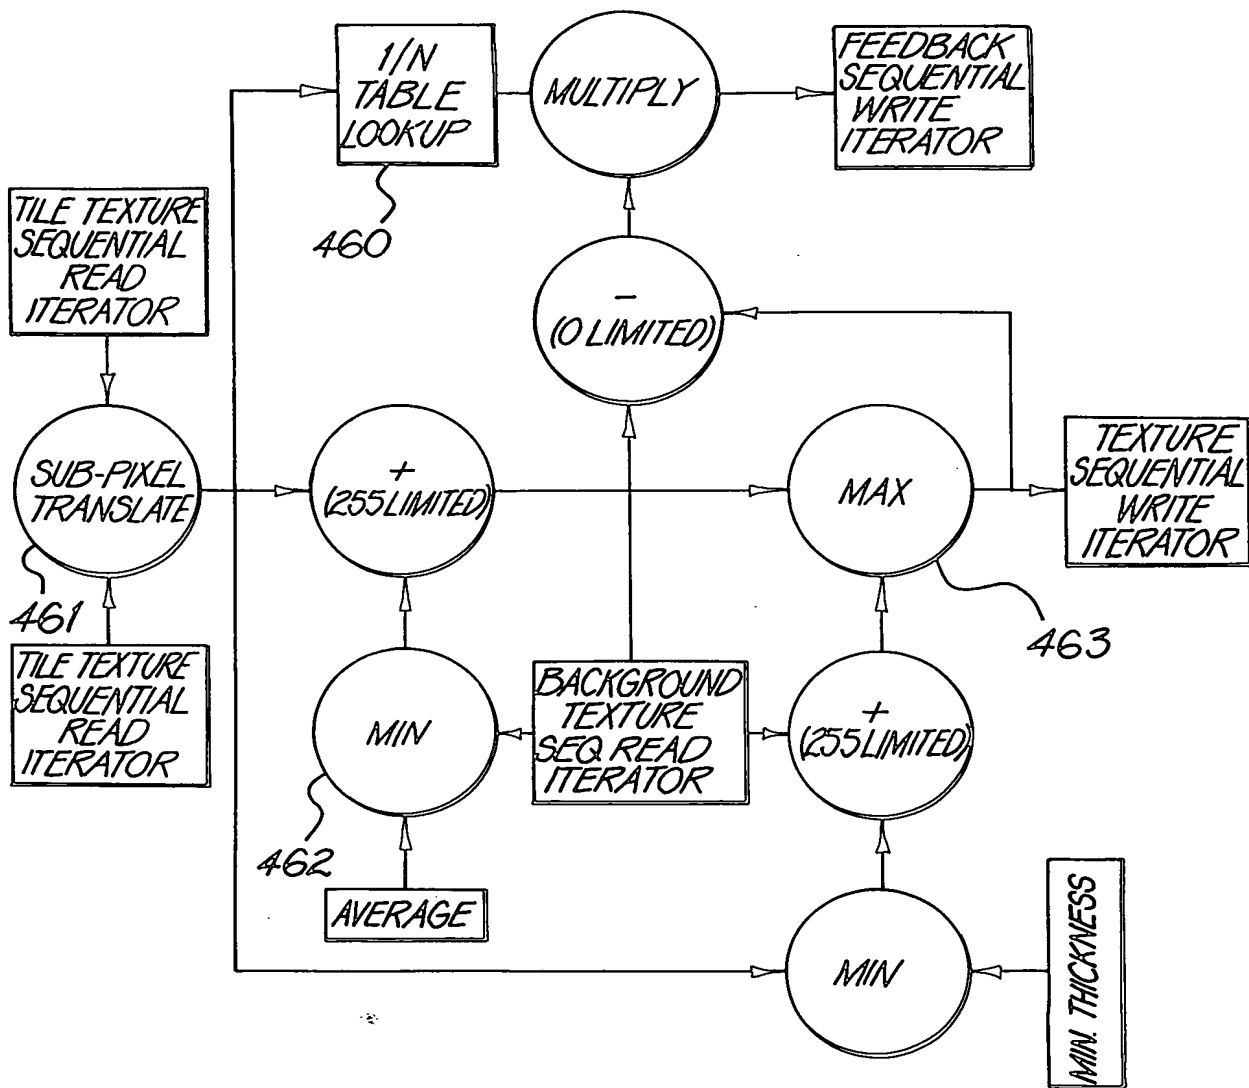 1/N
TABLE
LOOKUP
MULTIPLY
FEEDBACK
SEQUENTIAL
WRITE
ITERATOR
460
TILE TEXTURE
SEQUENTIAL
READ
ITERATOR
−
(0 LIMITED)
SUB-PIXEL
TRANSLATE
461
+
(255 LIMITED)
MAX
463
TEXTURE
SEQUENTIAL
WRITE
ITERATOR
TILE TEXTURE
SEQUENTIAL
READ
ITERATOR
MIN
462
BACKGROUND
TEXTURE
SEQ. READ
ITERATOR
+
(255 LIMITED)
AVERAGE
MIN
MIN. THICKNESS